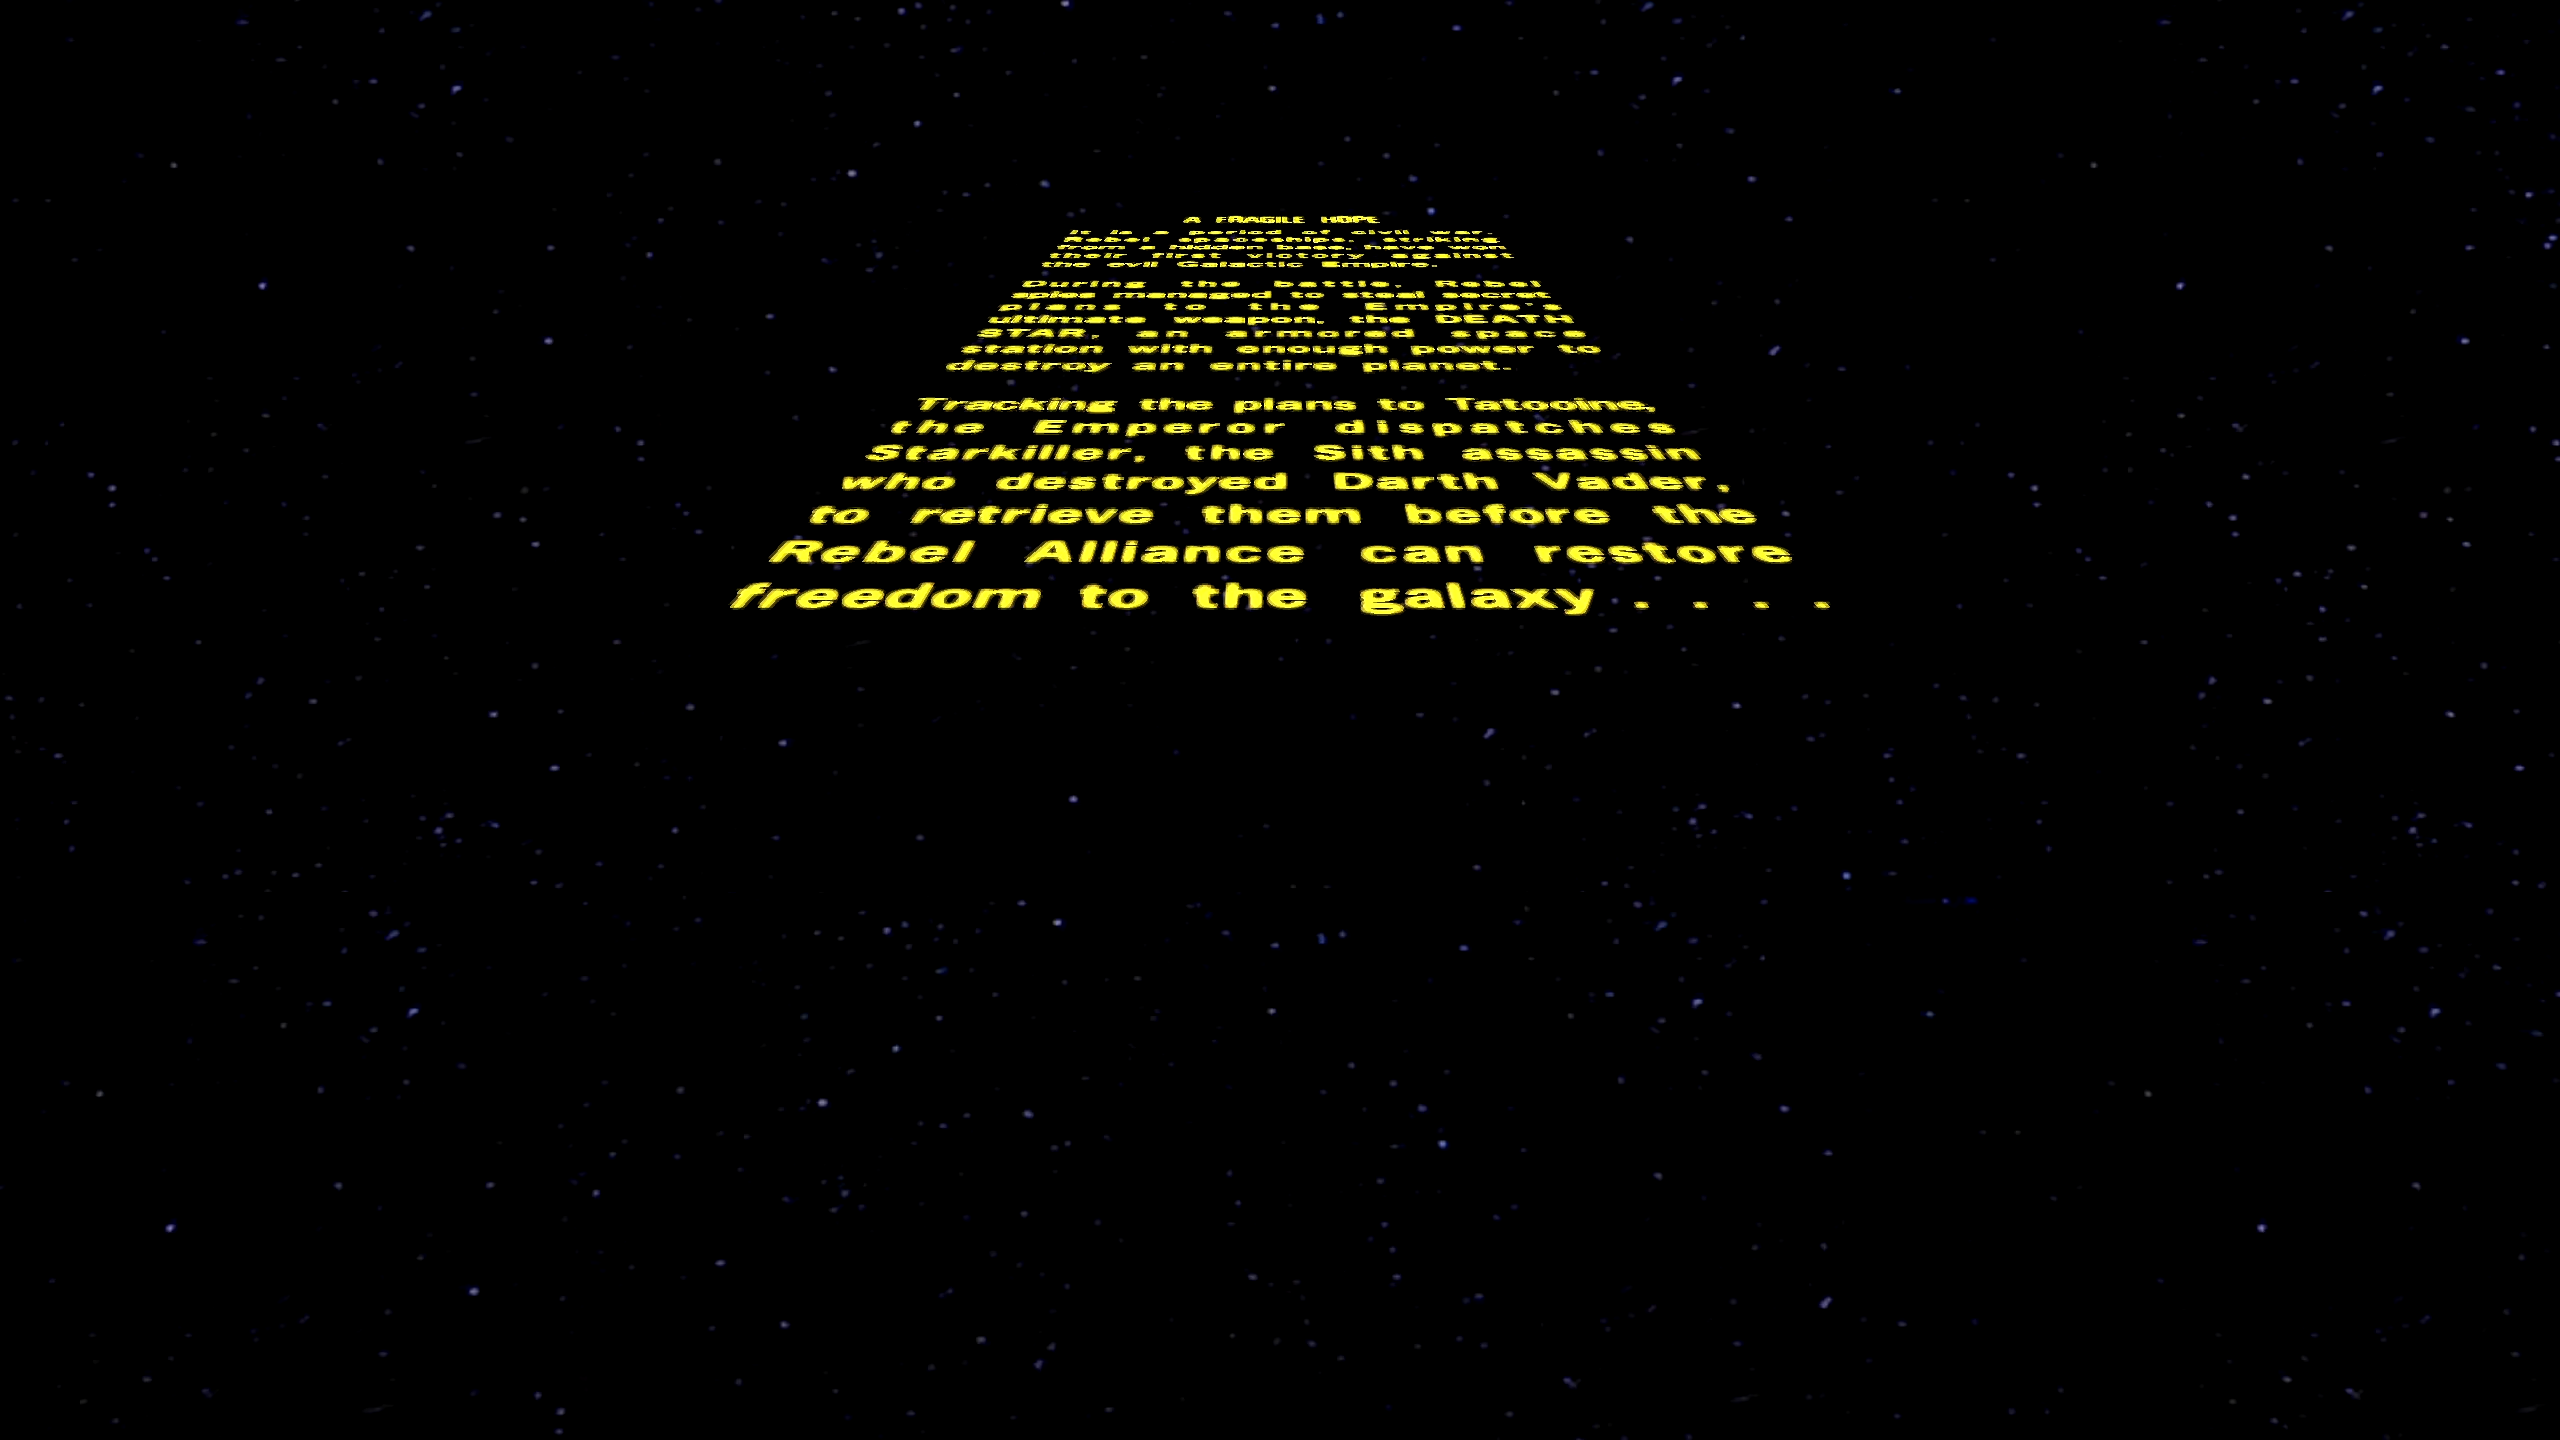 A FRAGILE HOPE
It is a period of civil war.
Rebel spaceships, striking
from a hidden base, have won
their first victory against
the evil Galactic Empire.
During the battle, Rebel
spies managed to steal secret
plans to the Empire's
ultimate weapon, the DEATH
STAR, an armored space
station with enough power to
destroy an entire planet.
Tracking the plans to Tatooine,
the Emperor dispatches
Starkiller, the Sith assassin
who destroyed Darth Vader,
to retrieve them before the
Rebel Alliance can restore
freedom to the galaxy . . . .